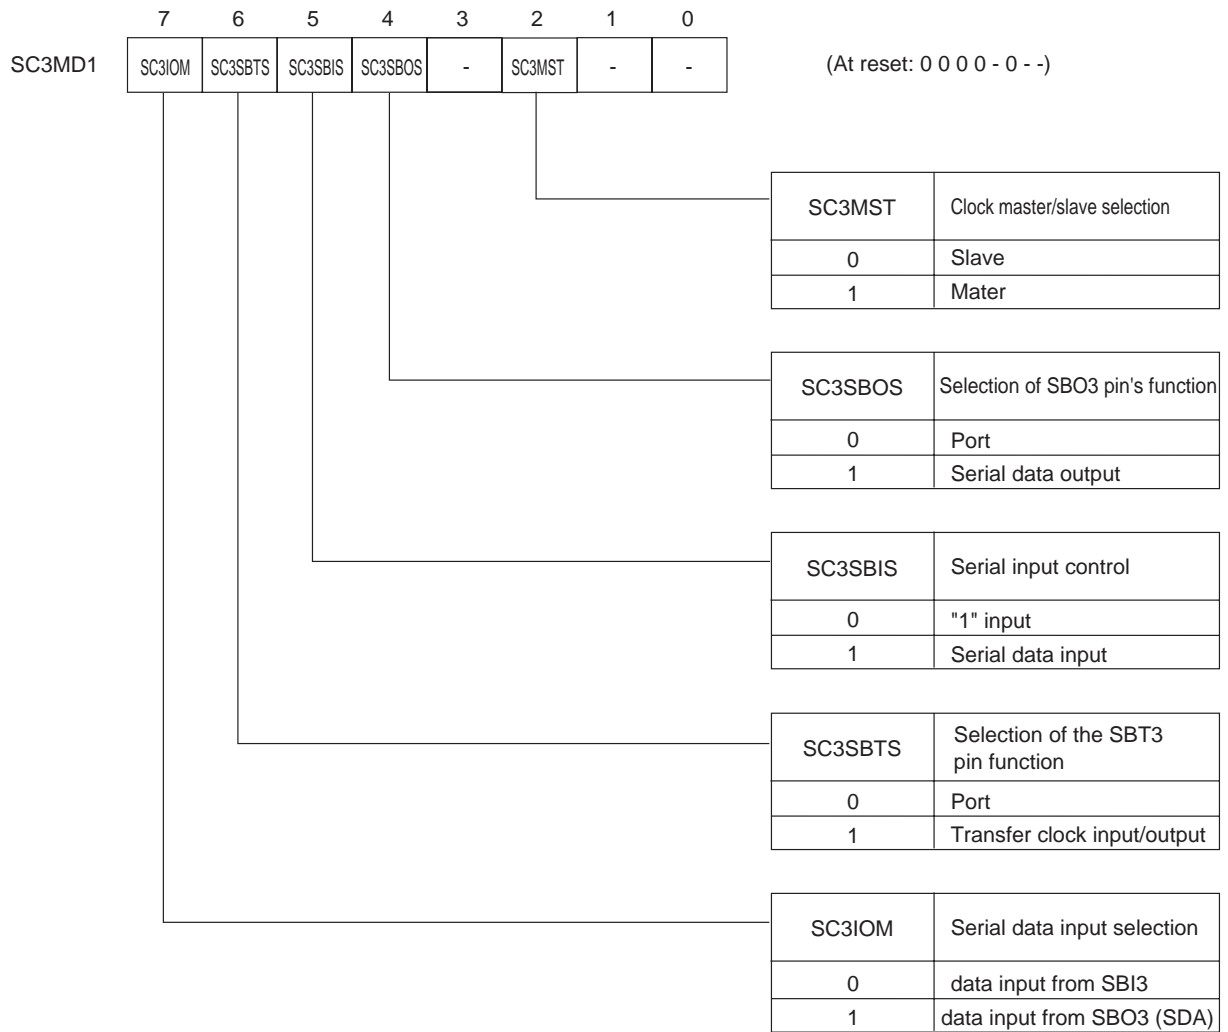 7 6 5 4 3 2 1 0
SC3MD1 SC3IOM SC3SBTS SC3SBIS SC3SBOS - SC3MST - - (At reset: 0 0 0 0 - 0 - -)
SC3MST Clock master/slave selection
0 Slave
1 Mater
SC3SBOS Selection of SBO3 pin's function
0 Port
1 Serial data output
SC3SBIS Serial input control
0 "1" input
1 Serial data input
SC3SBTS Selection of the SBT3
pin function
0 Port
1 Transfer clock input/output
SC3IOM Serial data input selection
0 data input from SBI3
1 data input from SBO3 (SDA)